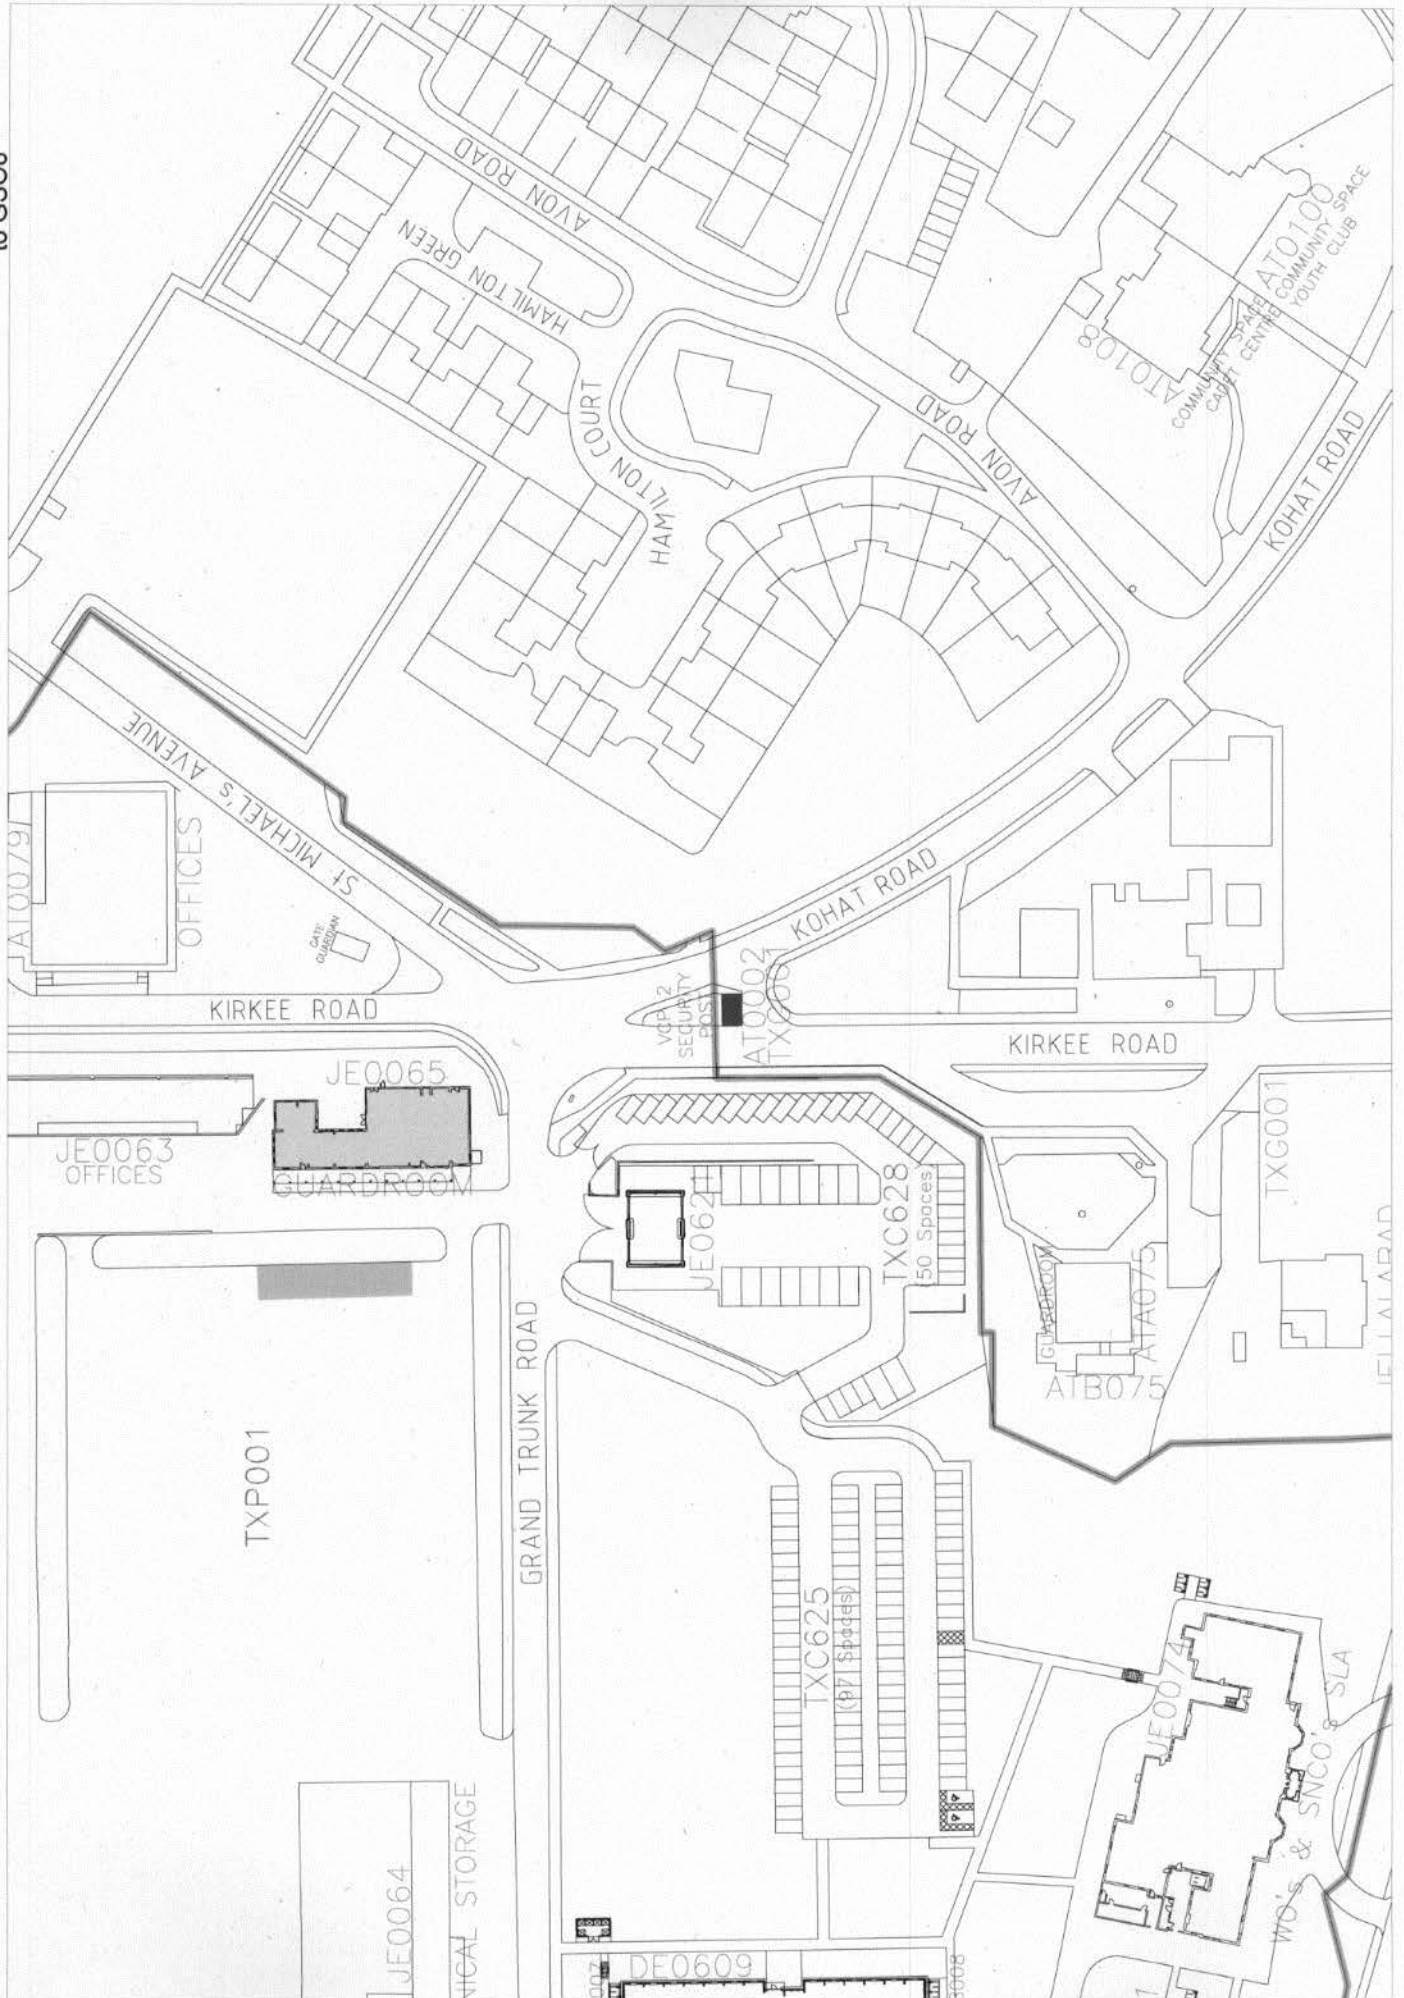 AVON ROAD
HAMILTON GREEN
HAMILTON COURT
AVON ROAD
AT0100
COMMUNITY SPACE
COMMUNITY SPACE
CADET CENTRE
YOUTH CLUB
AT0108
KOHAT ROAD
St MICHAEL's AVENUE
AT0079
OFFICES
GATE
GUARDIAN
KOHAT ROAD
KIRKEE ROAD
VCP 2
SECURITY
POST
AT0002
KIRKEE ROAD
JE0065
JE0063
OFFICES
GUARDROOM
JE0621
TXC628
(50 Spaces)
TXG001
GUARDROOM
ATA075
ATB075
GRAND TRUNK ROAD
TXP001
TXC625
(97 Spaces)
JE0074
WO's & SNCO's SLA
JE0064
STORAGE
DE0609